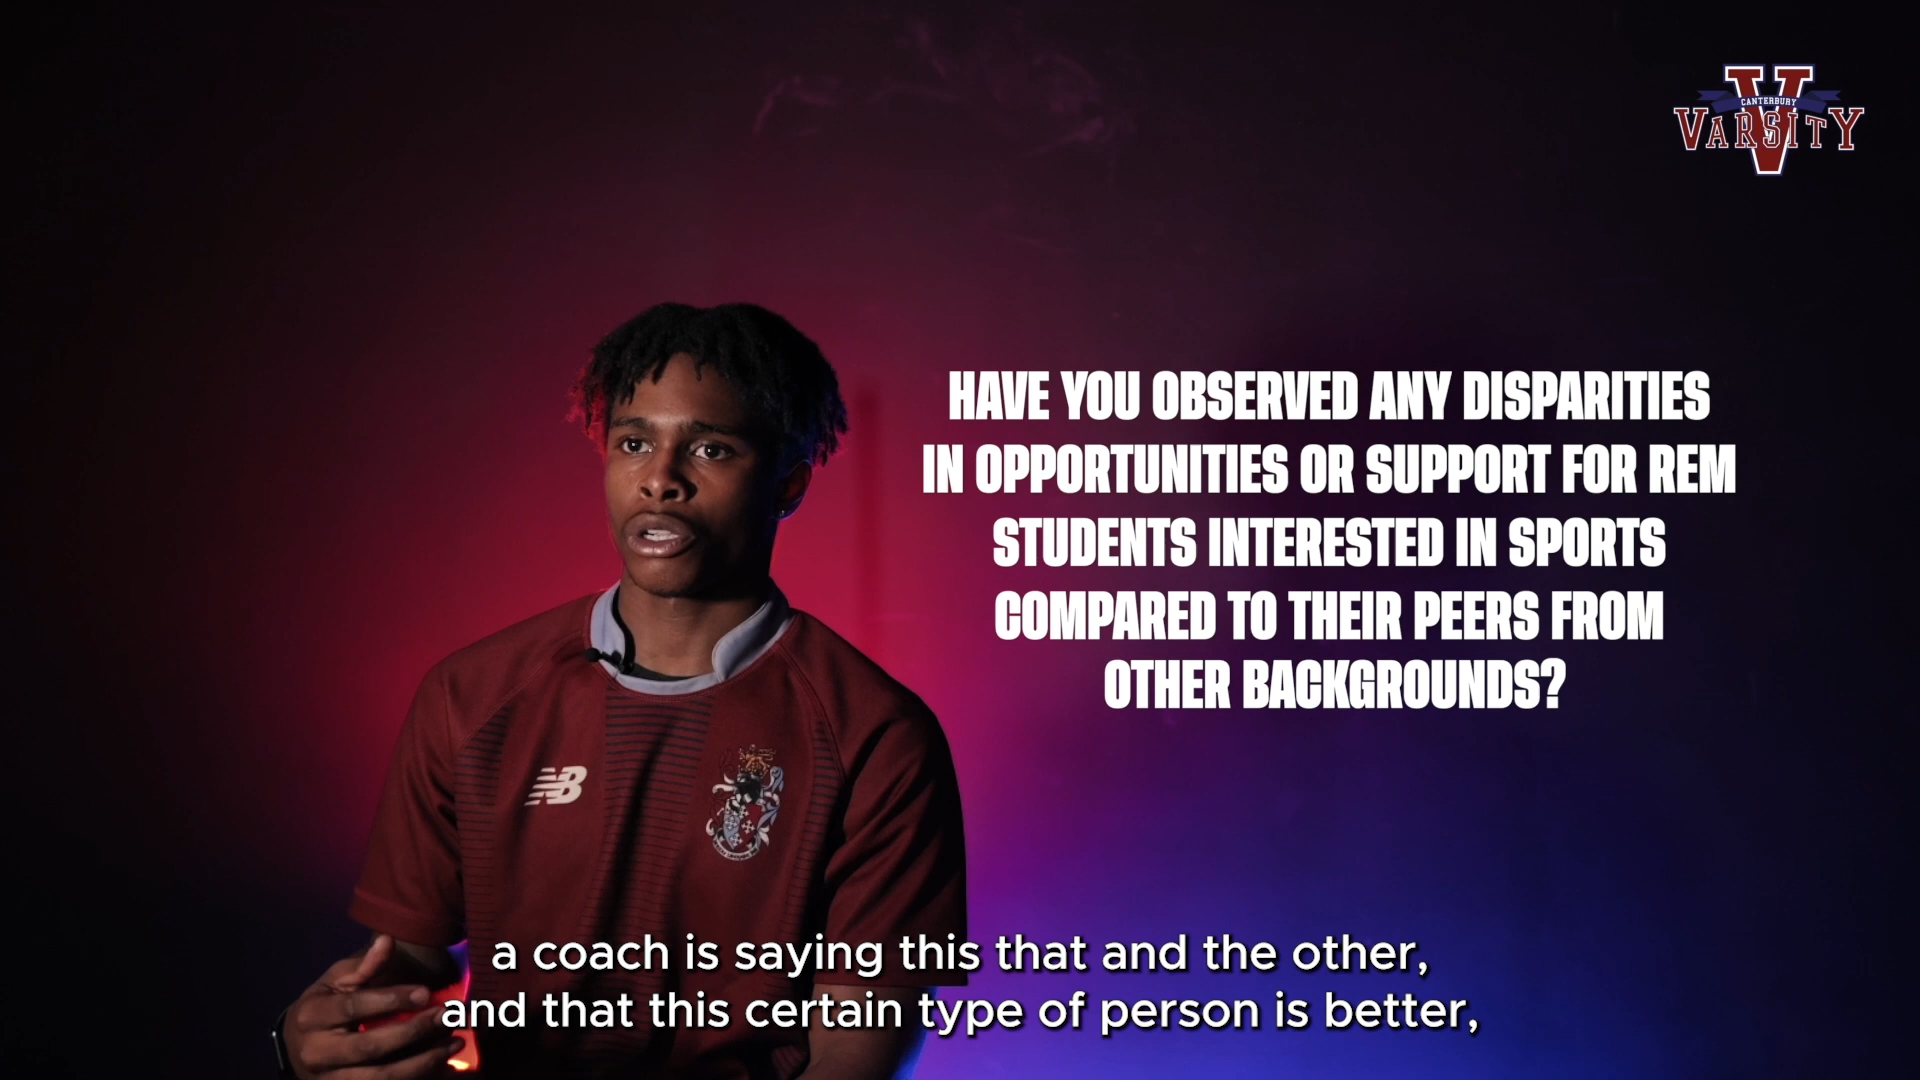 CANTERBURY
VARSITY
HAVE YOU OBSERVED ANY DISPARITIES
IN OPPORTUNITIES OR SUPPORT FOR REM
STUDENTS INTERESTED IN SPORTS
COMPARED TO THEIR PEERS FROM
OTHER BACKGROUNDS?
NB
a coach is saying this that and the other,
and that this certain type of person is better,